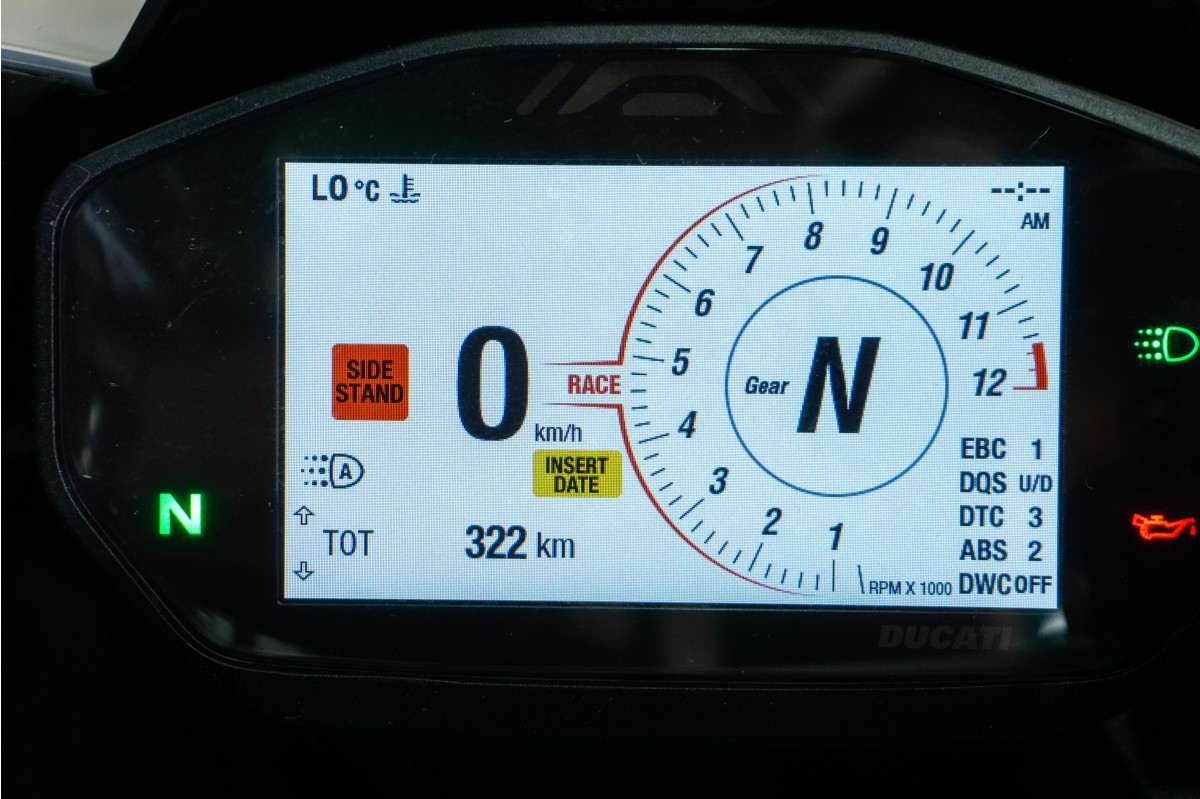 LO °C
--:--
AM
SIDE
STAND
0
km/h
RACE
INSERT
DATE
TOT
322 km
1
2
3
4
5
6
7
8
9
10
11
12
RPM X 1000
Gear
N
EBC 1
DQS U/D
DTC 3
ABS 2
DWC OFF
A
N
DUCATI